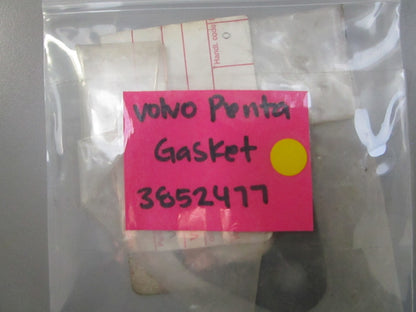 Handl. code
O
Volvo Penta
Gasket
3852477